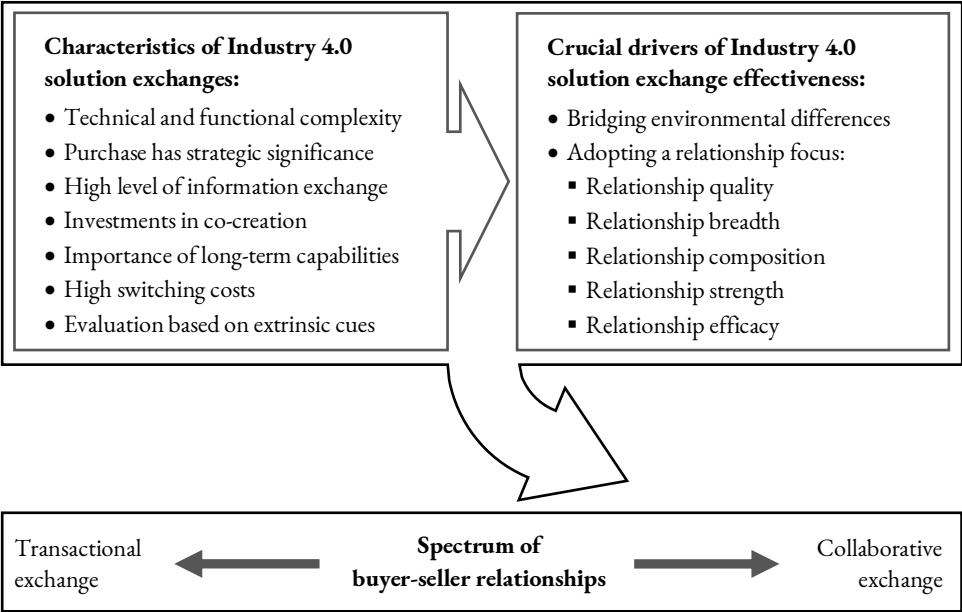 Characteristics of Industry 4.0
solution exchanges:
● Technical and functional complexity
● Purchase has strategic significance
● High level of information exchange
● Investments in co-creation
● Importance of long-term capabilities
● High switching costs
● Evaluation based on extrinsic cues
Crucial drivers of Industry 4.0
solution exchange effectiveness:
● Bridging environmental differences
● Adopting a relationship focus:
▪ Relationship quality
▪ Relationship breadth
▪ Relationship composition
▪ Relationship strength
▪ Relationship efficacy
Transactional
exchange
Spectrum of
buyer-seller relationships
Collaborative
exchange